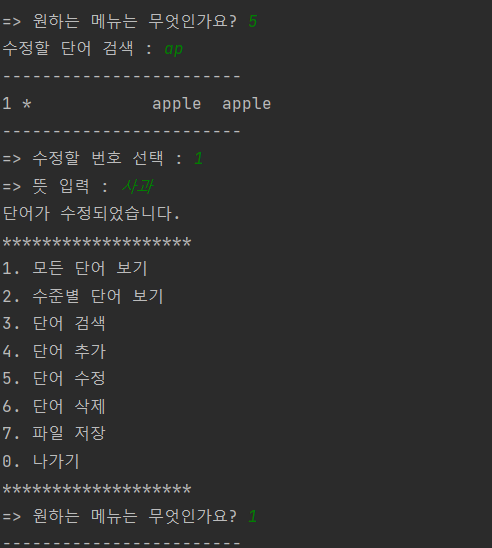 => 원하는 메뉴는 무엇인가요? 5
수정할 단어 검색 : ap
------------------------
1 *            apple  apple
------------------------
=> 수정할 번호 선택 : 1
=> 뜻 입력 : 사과
단어가 수정되었습니다.
*******************
1. 모든 단어 보기
2. 수준별 단어 보기
3. 단어 검색
4. 단어 추가
5. 단어 수정
6. 단어 삭제
7. 파일 저장
0. 나가기
*******************
=> 원하는 메뉴는 무엇인가요? 1
------------------------